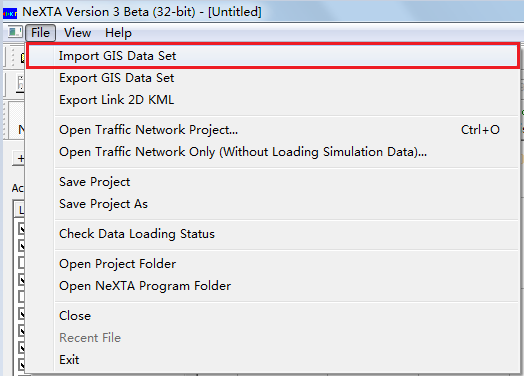 NeXTA Version 3 Beta (32-bit) - [Untitled]
File View Help
Import GIS Data Set
Export GIS Data Set
Export Link 2D KML
Open Traffic Network Project... Ctrl+O
Open Traffic Network Only (Without Loading Simulation Data)...
Save Project
Save Project As
Check Data Loading Status
Open Project Folder
Open NeXTA Program Folder
Close
Recent File
Exit